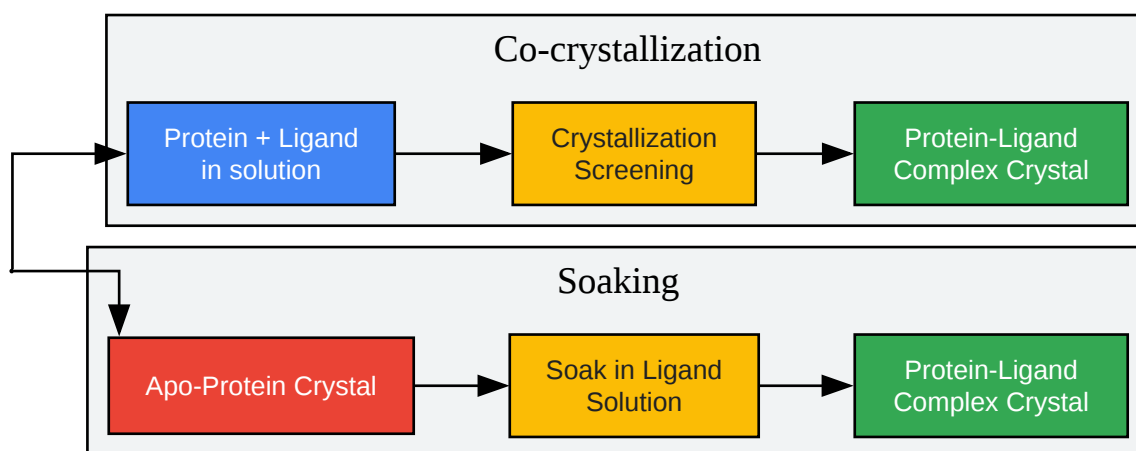 Co-crystallization
Protein + Ligand
in solution
Crystallization
Screening
Protein-Ligand
Complex Crystal
Soaking
Apo-Protein Crystal
Soak in Ligand
Solution
Protein-Ligand
Complex Crystal